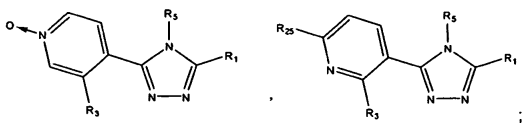 R5 R5
O R25
N N R1 N R1
N
R3 N N , R3 N N ;